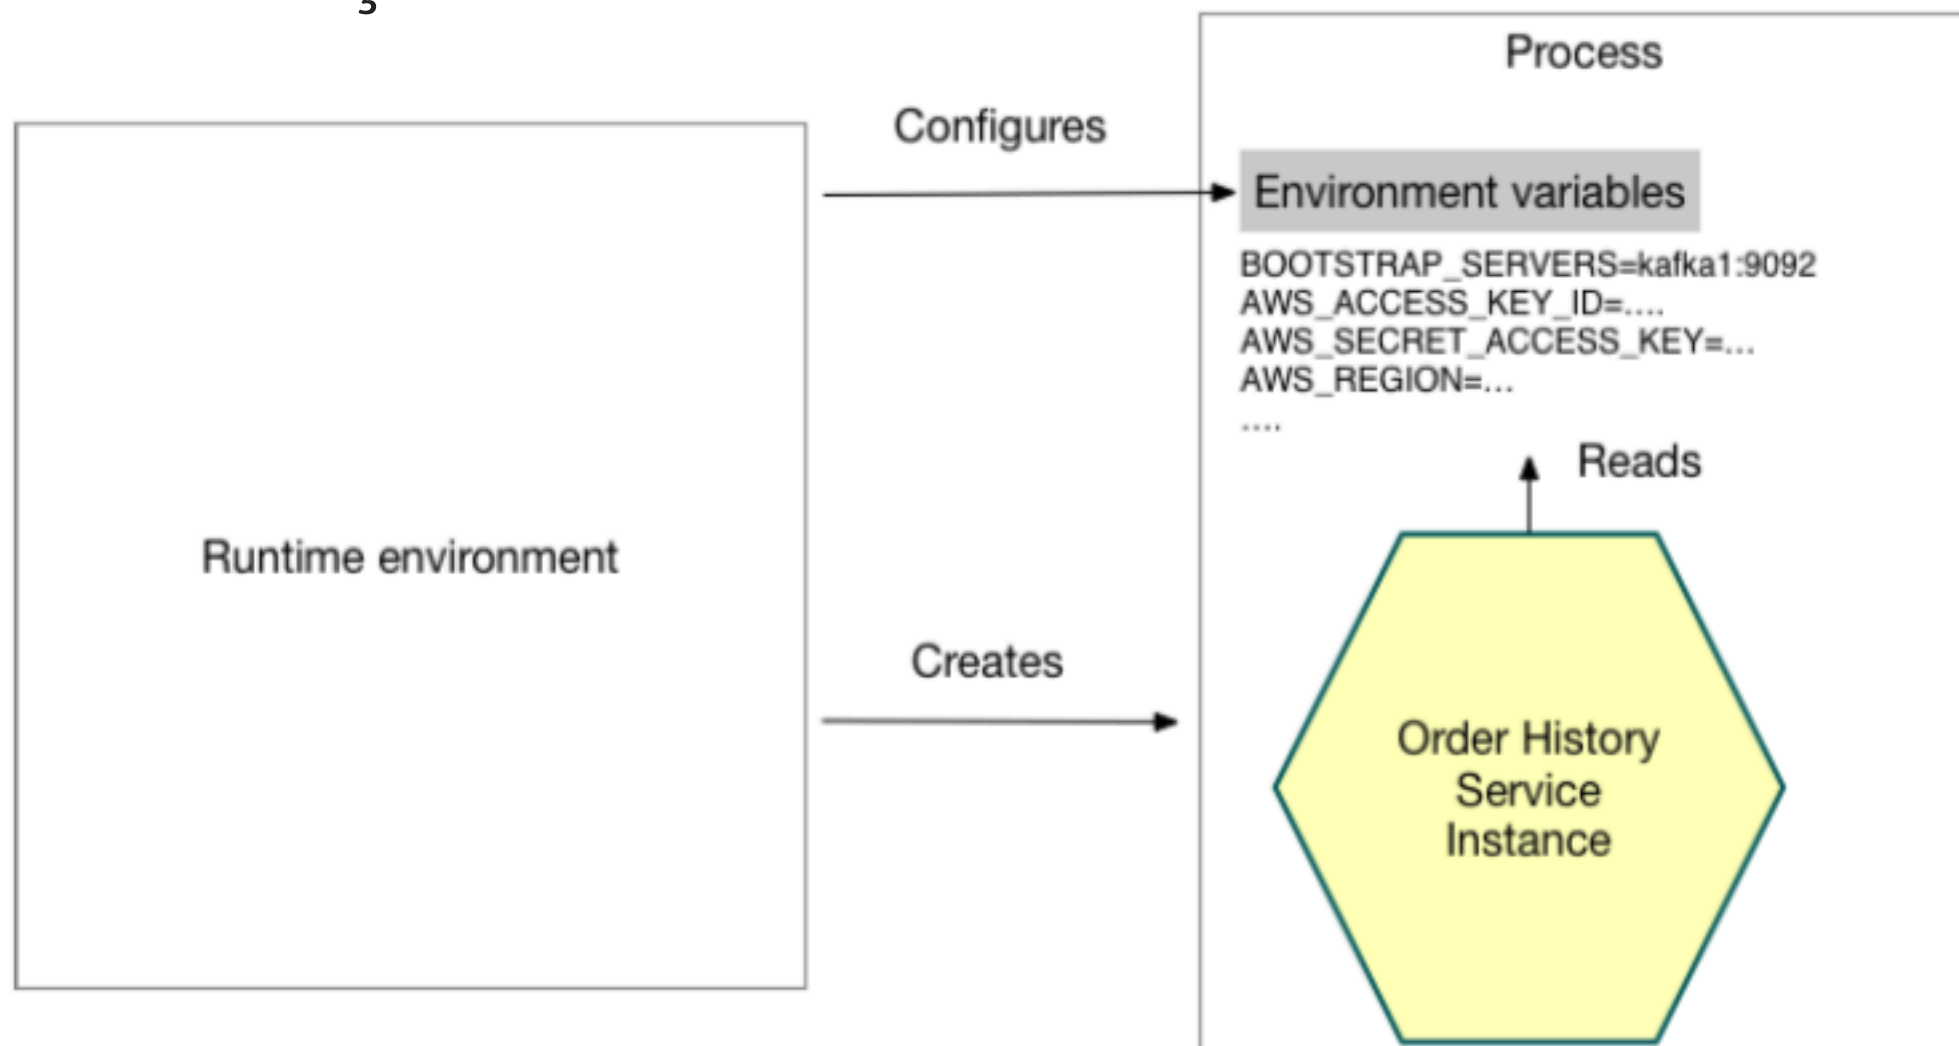 Process
Configures
Environment variables
BOOTSTRAP_SERVERS=kafka1:9092
AWS_ACCESS_KEY_ID=....
AWS_SECRET_ACCESS_KEY=...
AWS_REGION=...
....
Reads
Runtime environment
Creates
Order History
Service
Instance